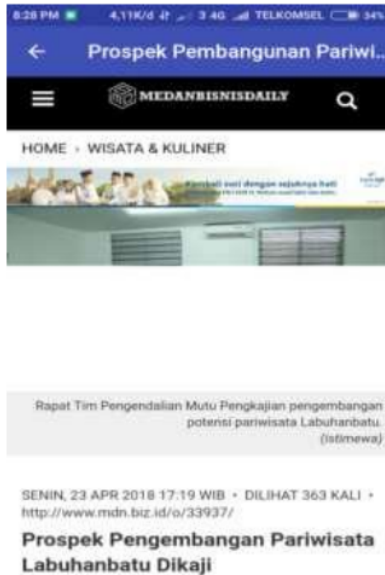 8:28 PM 4,11K/d 3 4G TELKOMSEL 34%
Prospek Pembangunan Pariwi..
MEDANBISNISDAILY
HOME › WISATA & KULINER
Kembali suci dengan sejuknya hati
Rapat Tim Pengendalian Mutu Pengkajian pengembangan
potensi pariwisata Labuhanbatu.
(istimewa)
SENIN, 23 APR 2018 17:19 WIB • DILIHAT 363 KALI •
http://www.mdn.biz.id/o/33937/
Prospek Pengembangan Pariwisata
Labuhanbatu Dikaji